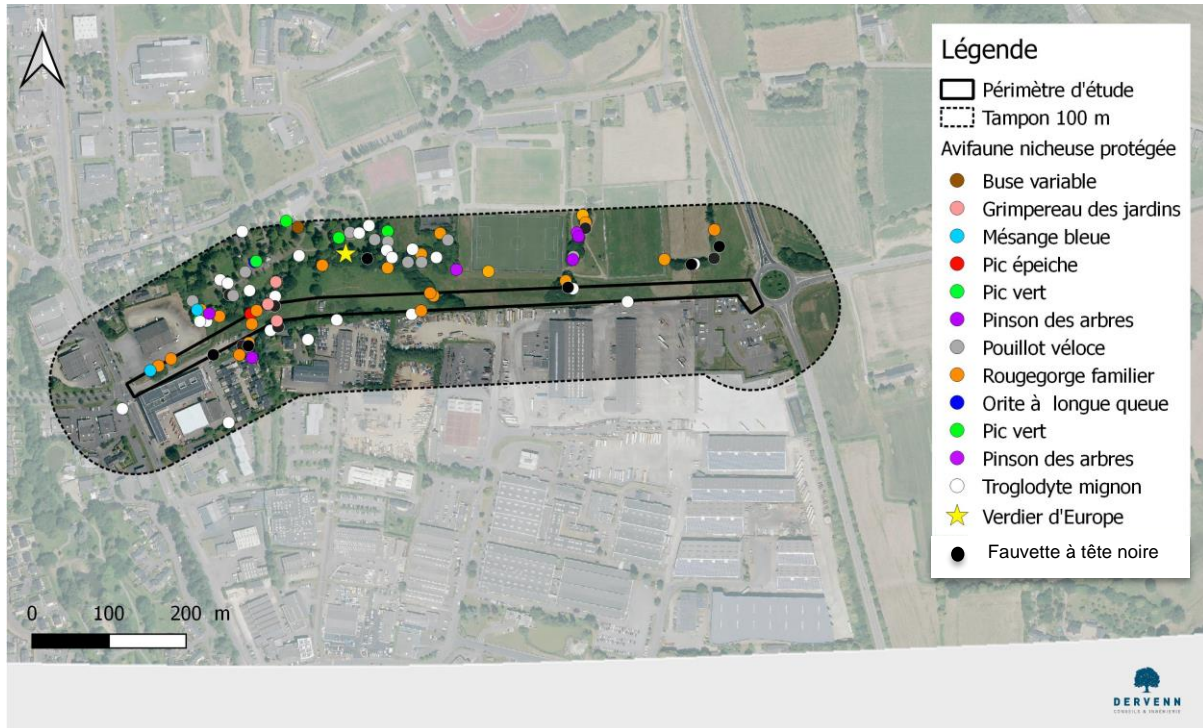 N
Légende
Périmètre d'étude
Tampon 100 m
Avifaune nicheuse protégée
Buse variable
Grimpereau des jardins
Mésange bleue
Pic épeiche
Pic vert
Pinson des arbres
Pouillot véloce
Rougegorge familier
Orite à longue queue
Pic vert
Pinson des arbres
Troglodyte mignon
Verdier d'Europe
Fauvette à tête noire
0 100 200 m
DERVENN
CONSEILS & INGÉNIERIE